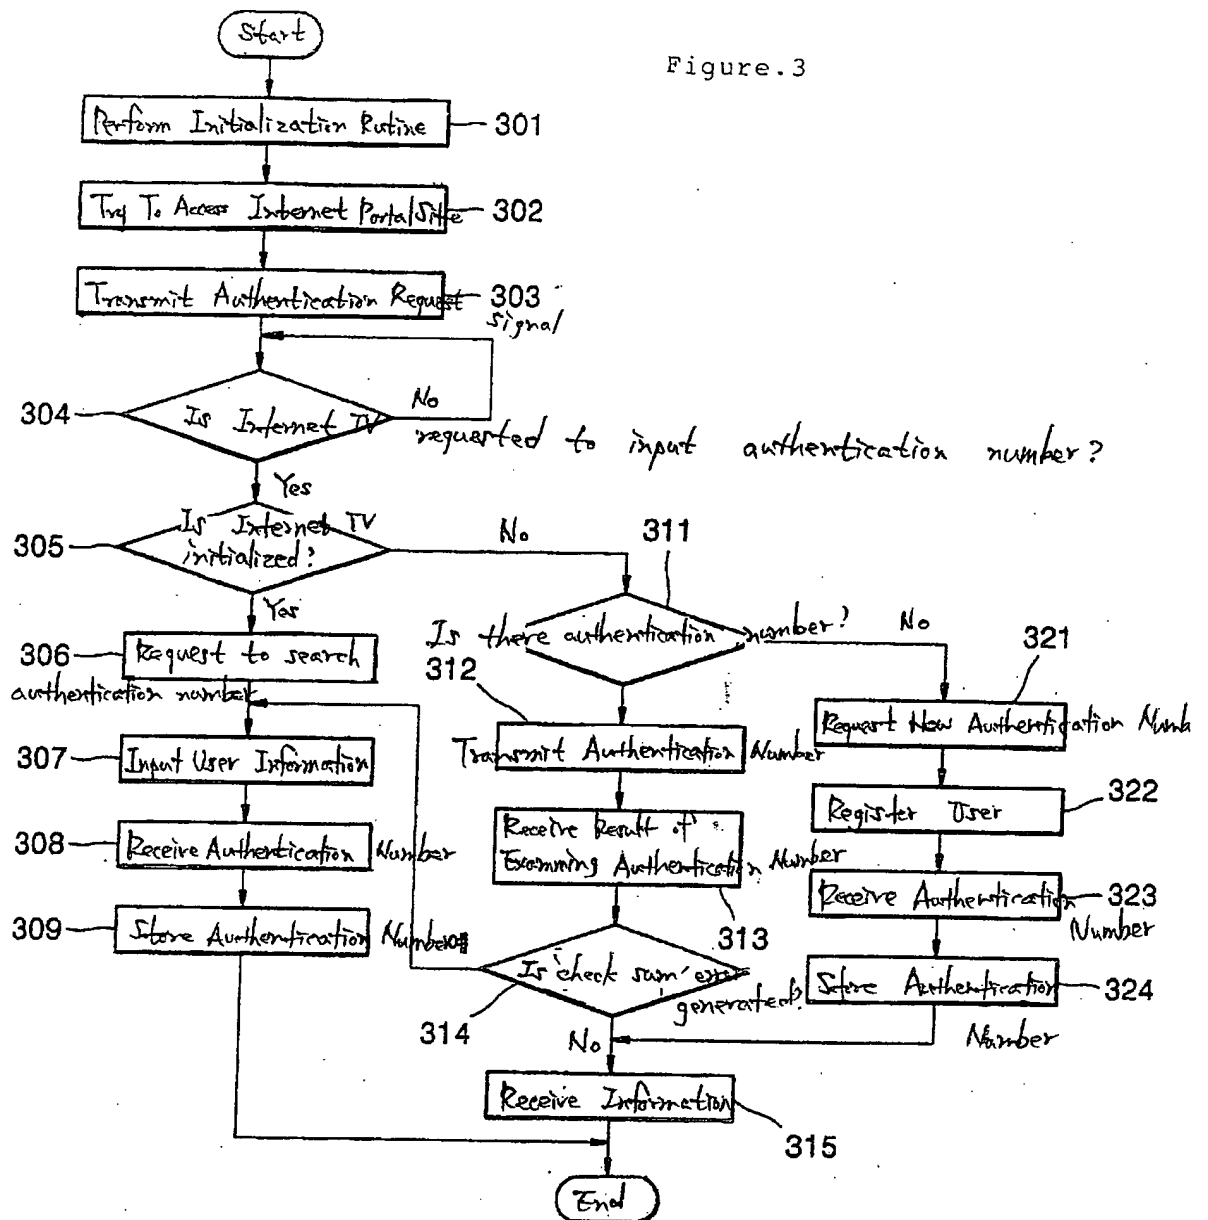 Start
Figure.3
Perform Initialization Rutine
301
Try To Access Internet Portal Site
302
Transmit Authentication Request
303
signal
304
Is Internet TV
No
requested to input authentication number?
Yes
305
Is Internet TV
initialized?
No
311
Yes
Is there authentication number?
No
306
Request to search
authentication number
312
321
Transmit Authentication Number
Request New Authentication Numb
307
Input User Information
322
Register User
308
Receive Authentication Number
Receive Result of
Examining Authentication Number
313
Receive Authentication
323
Number
309
Store Authentication Number
Is 'check sum' error
generated?
314
Store Authentication
324
Number
No
Receive Information
315
End